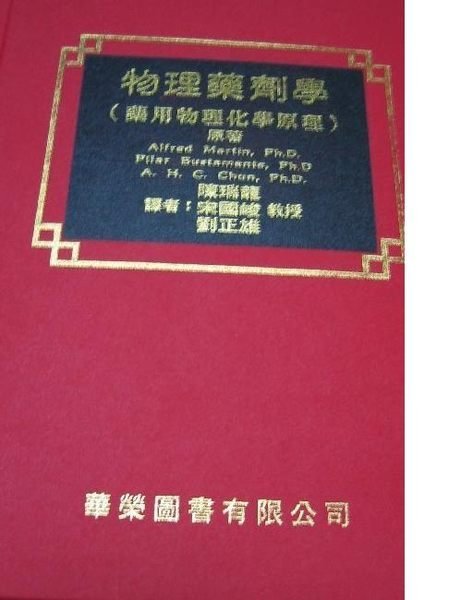 物理藥劑學
(藥用物理化學原理)
原著
Alfred Martin, Ph.D.
Pilar Bustamante, Ph.D
A. H. C. Chun, Ph.D.
陳瑞龍
譯者:宋國峻 教授
劉正雄
華榮圖書有限公司